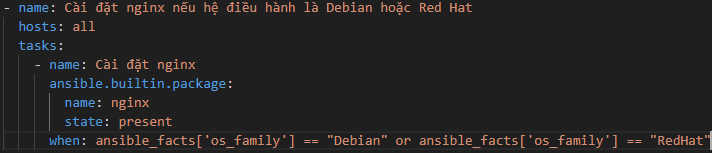 - name: Cài đặt nginx nếu hệ điều hành là Debian hoặc Red Hat
  hosts: all
  tasks:
    - name: Cài đặt nginx
      ansible.builtin.package:
        name: nginx
        state: present
      when: ansible_facts['os_family'] == "Debian" or ansible_facts['os_family'] == "RedHat"